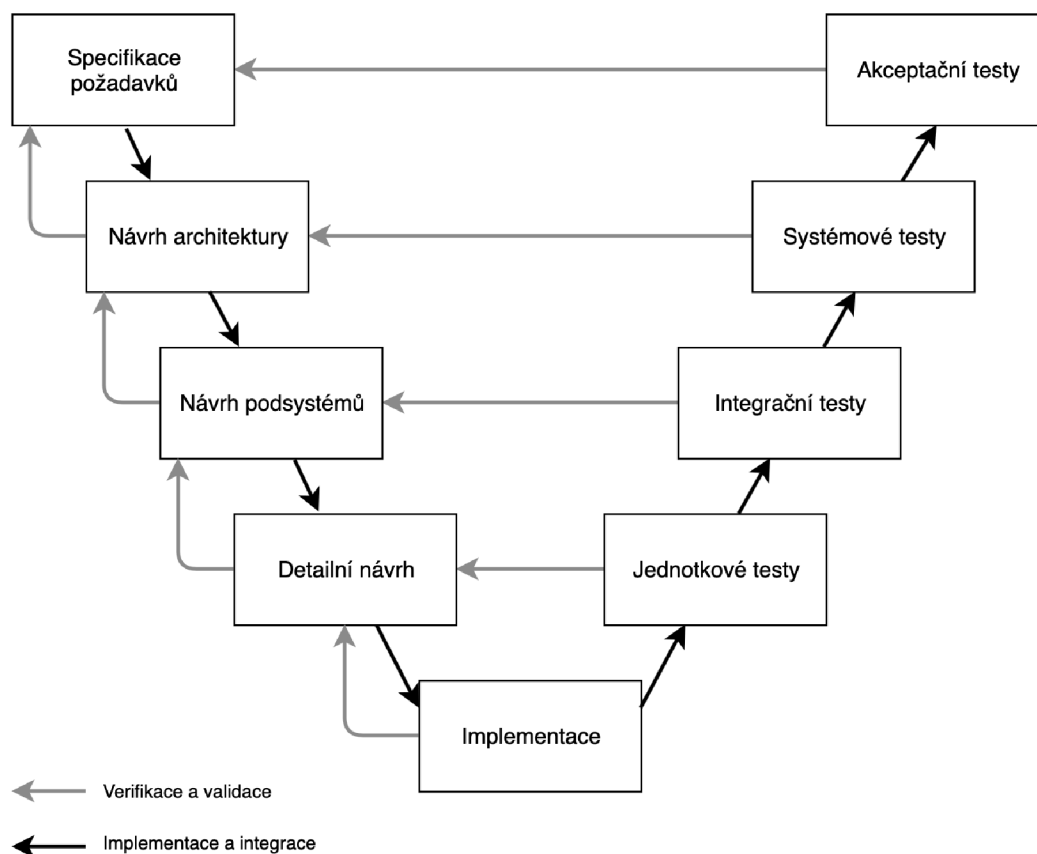 Specifikace
požadavků
Akceptační testy
Návrh architektury
Systémové testy
Návrh podsystémů
Integrační testy
Detailní návrh
Jednotkové testy
Implementace
Verifikace a validace
Implementace a integrace